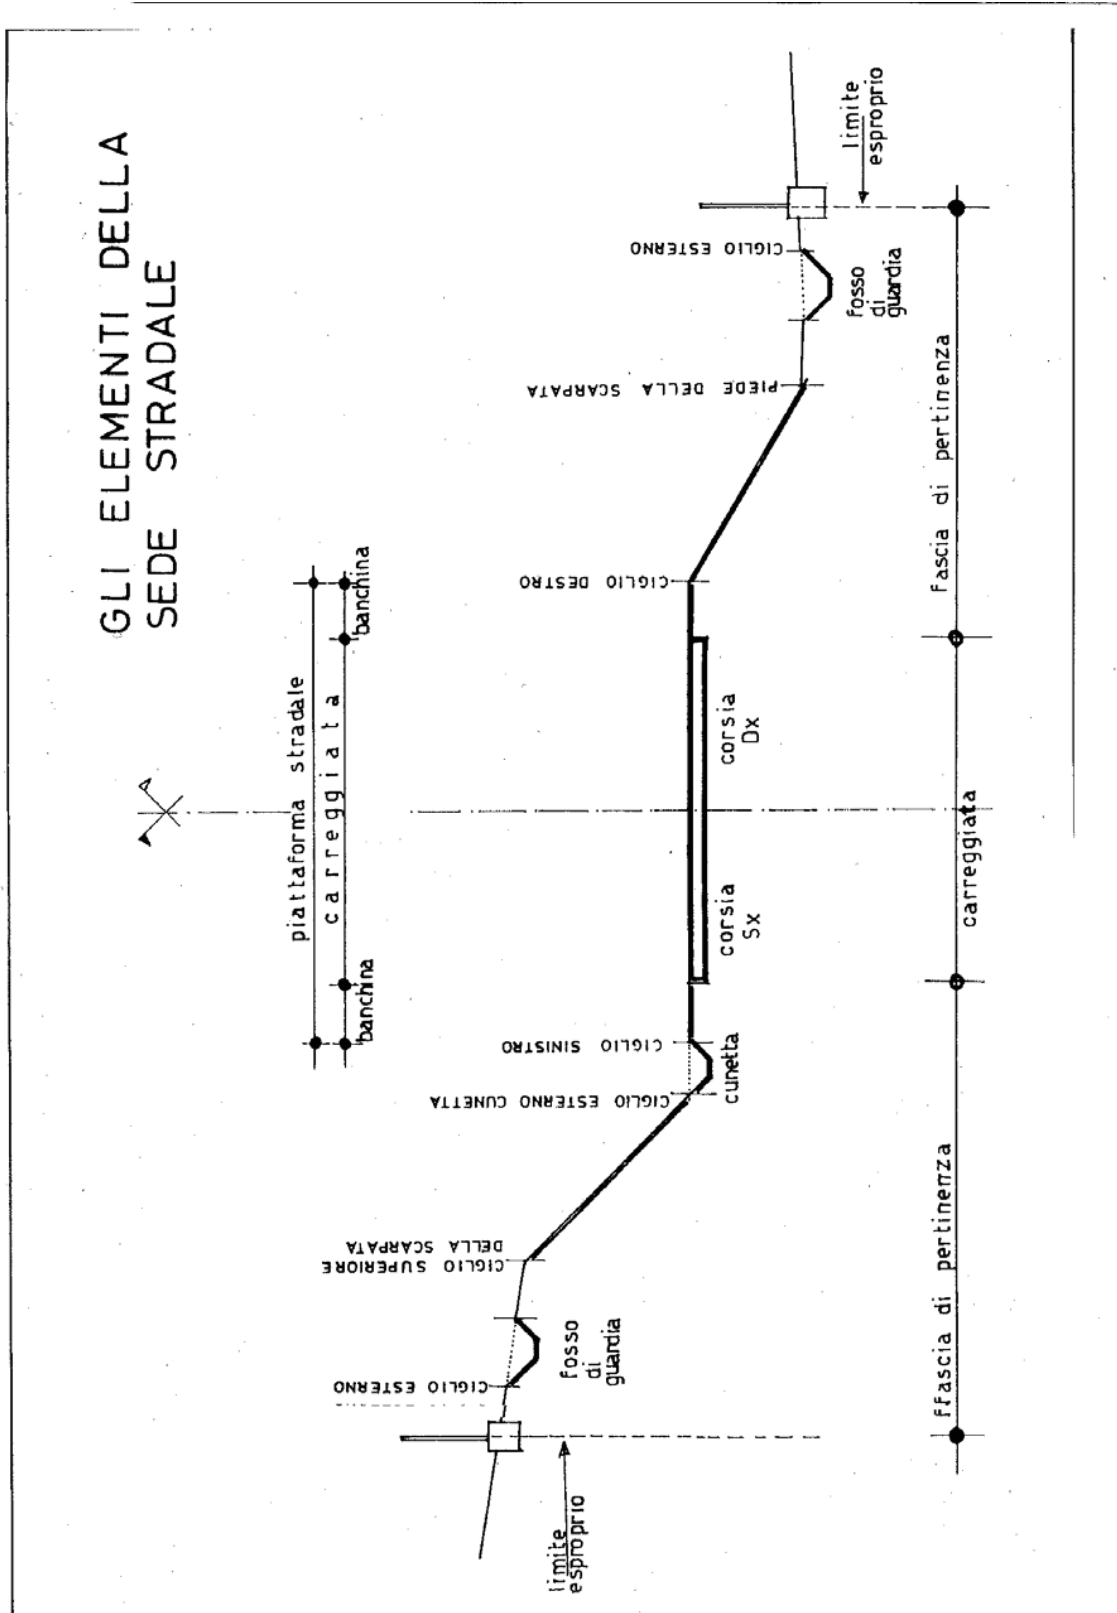 GLI ELEMENTI DELLA
SEDE STRADALE
piattaforma stradale
banchina
carreggiata
banchina
CIGLIO ESTERNO
CIGLIO SUPERIORE
DELLA SCARPATA
CIGLIO ESTERNO CUNETTA
CIGLIO SINISTRO
CIGLIO DESTRO
PIEDE DELLA SCARPATA
CIGLIO ESTERNO
limite
esproprio
fosso
di
guardia
cunetta
corsia
Sx
corsia
Dx
fosso
di
guardia
limite
esproprio
ffascia di pertinenza
carreggiata
fascia di pertinenza